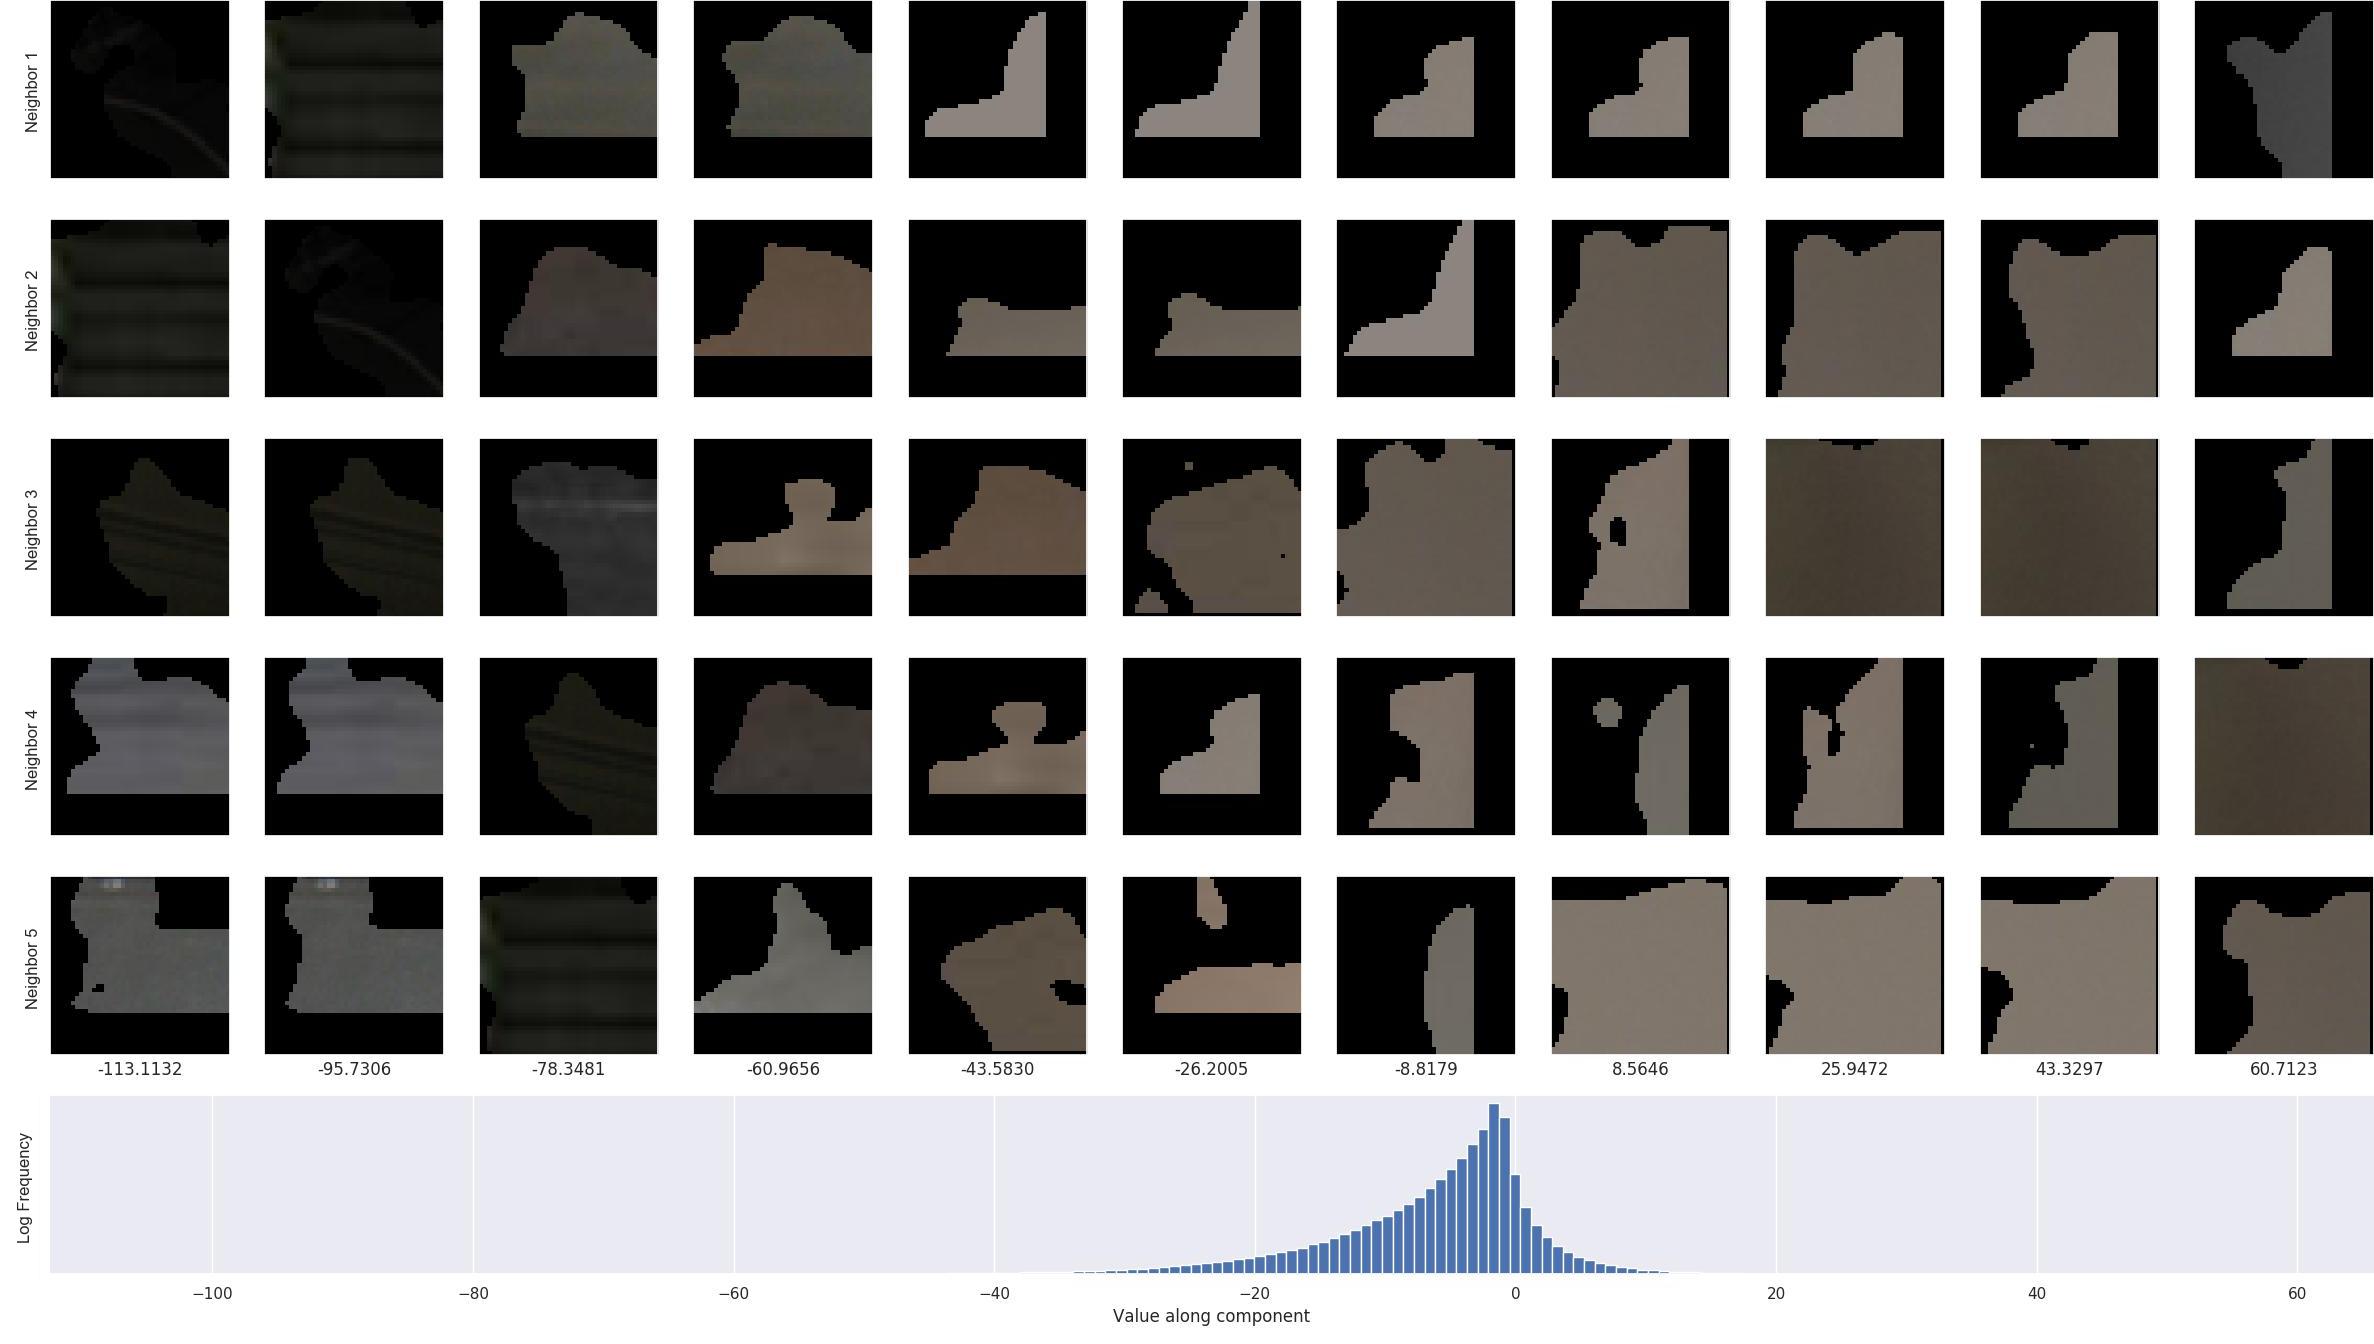 Neighbor 1
Neighbor 2
Neighbor 3
Neighbor 4
Neighbor 5
-113.1132 -95.7306 -78.3481 -60.9656 -43.5830 -26.2005 -8.8179 8.5646 25.9472 43.3297 60.7123
Log Frequency
−100 −80 −60 −40 −20 0 20 40 60
Value along component